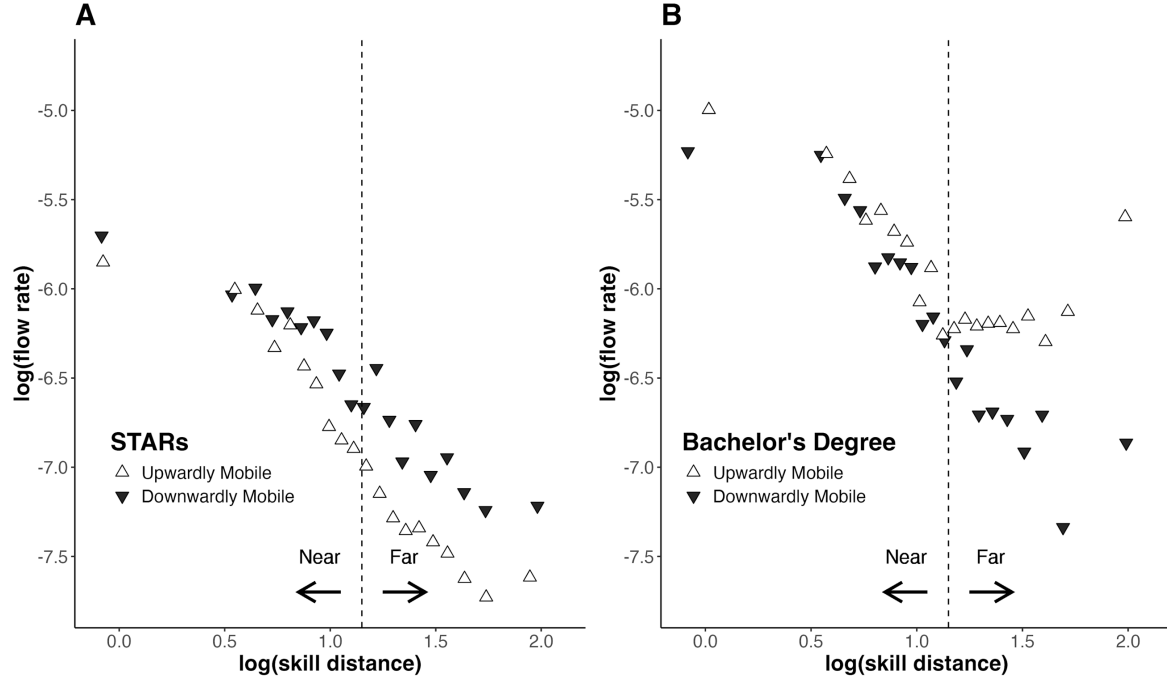 A
log(flow rate)
-5.0
-5.5
-6.0
-6.5
-7.0
-7.5
STARs
Upwardly Mobile
Downwardly Mobile
Near
Far
0.0
0.5
1.0
1.5
2.0
log(skill distance)
B
log(flow rate)
-5.0
-5.5
-6.0
-6.5
-7.0
-7.5
Bachelor's Degree
Upwardly Mobile
Downwardly Mobile
Near
Far
0.0
0.5
1.0
1.5
2.0
log(skill distance)